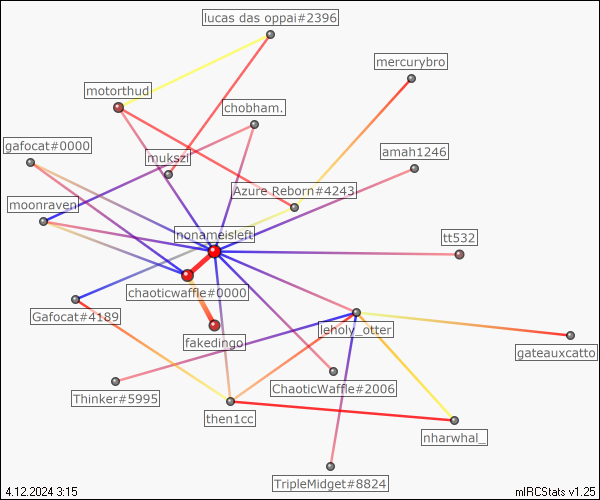 lucas das oppai#2396
mercurybro
motorthud
chobham.
gafocat#0000
mukszi
amah1246
Azure Reborn#4243
moonraven
nonameisleft
tt532
chaoticwaffle#0000
Gafocat#4189
fakedingo
leholy_otter
gateauxcatto
ChaoticWaffle#2006
Thinker#5995
then1cc
nharwhal_
TripleMidget#8824
4.12.2024 3:15
mIRCStats v1.25